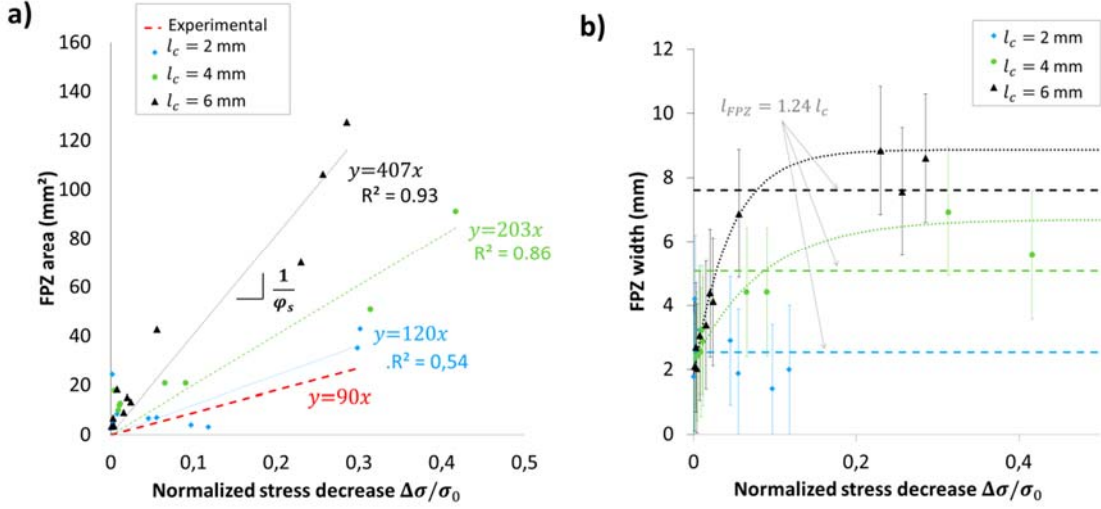 a)
Experimental
l_c = 2 mm
l_c = 4 mm
l_c = 6 mm
160
140
120
100
80
60
40
20
0
FPZ area (mm²)
y=407x
R² = 0.93
y=203x
R² = 0.86
1
φ_s
y=120x
.R² = 0,54
y=90x
0
0,1
0,2
0,3
0,4
0,5
Normalized stress decrease Δσ/σ₀
b)
l_c = 2 mm
l_c = 4 mm
l_c = 6 mm
12
10
8
6
4
2
0
FPZ width (mm)
l_FPZ = 1.24 l_c
0
0,2
0,4
Normalized stress decrease Δσ/σ₀